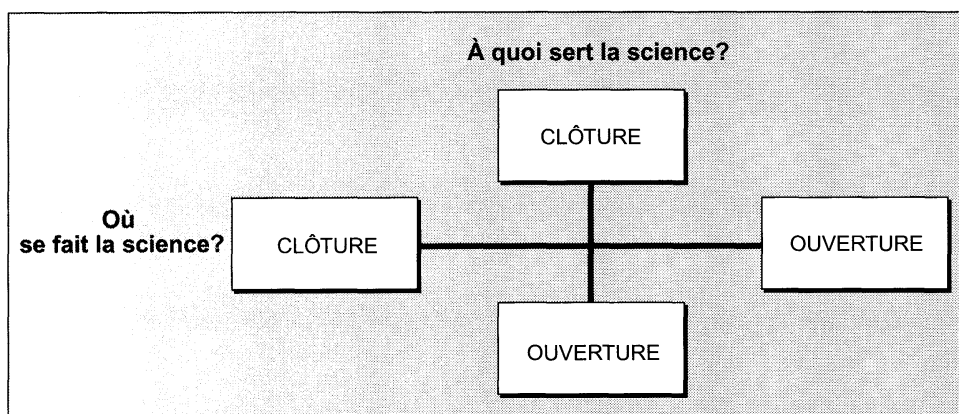 À quoi sert la science?
CLÔTURE
Où
se fait la science?
CLÔTURE
OUVERTURE
OUVERTURE